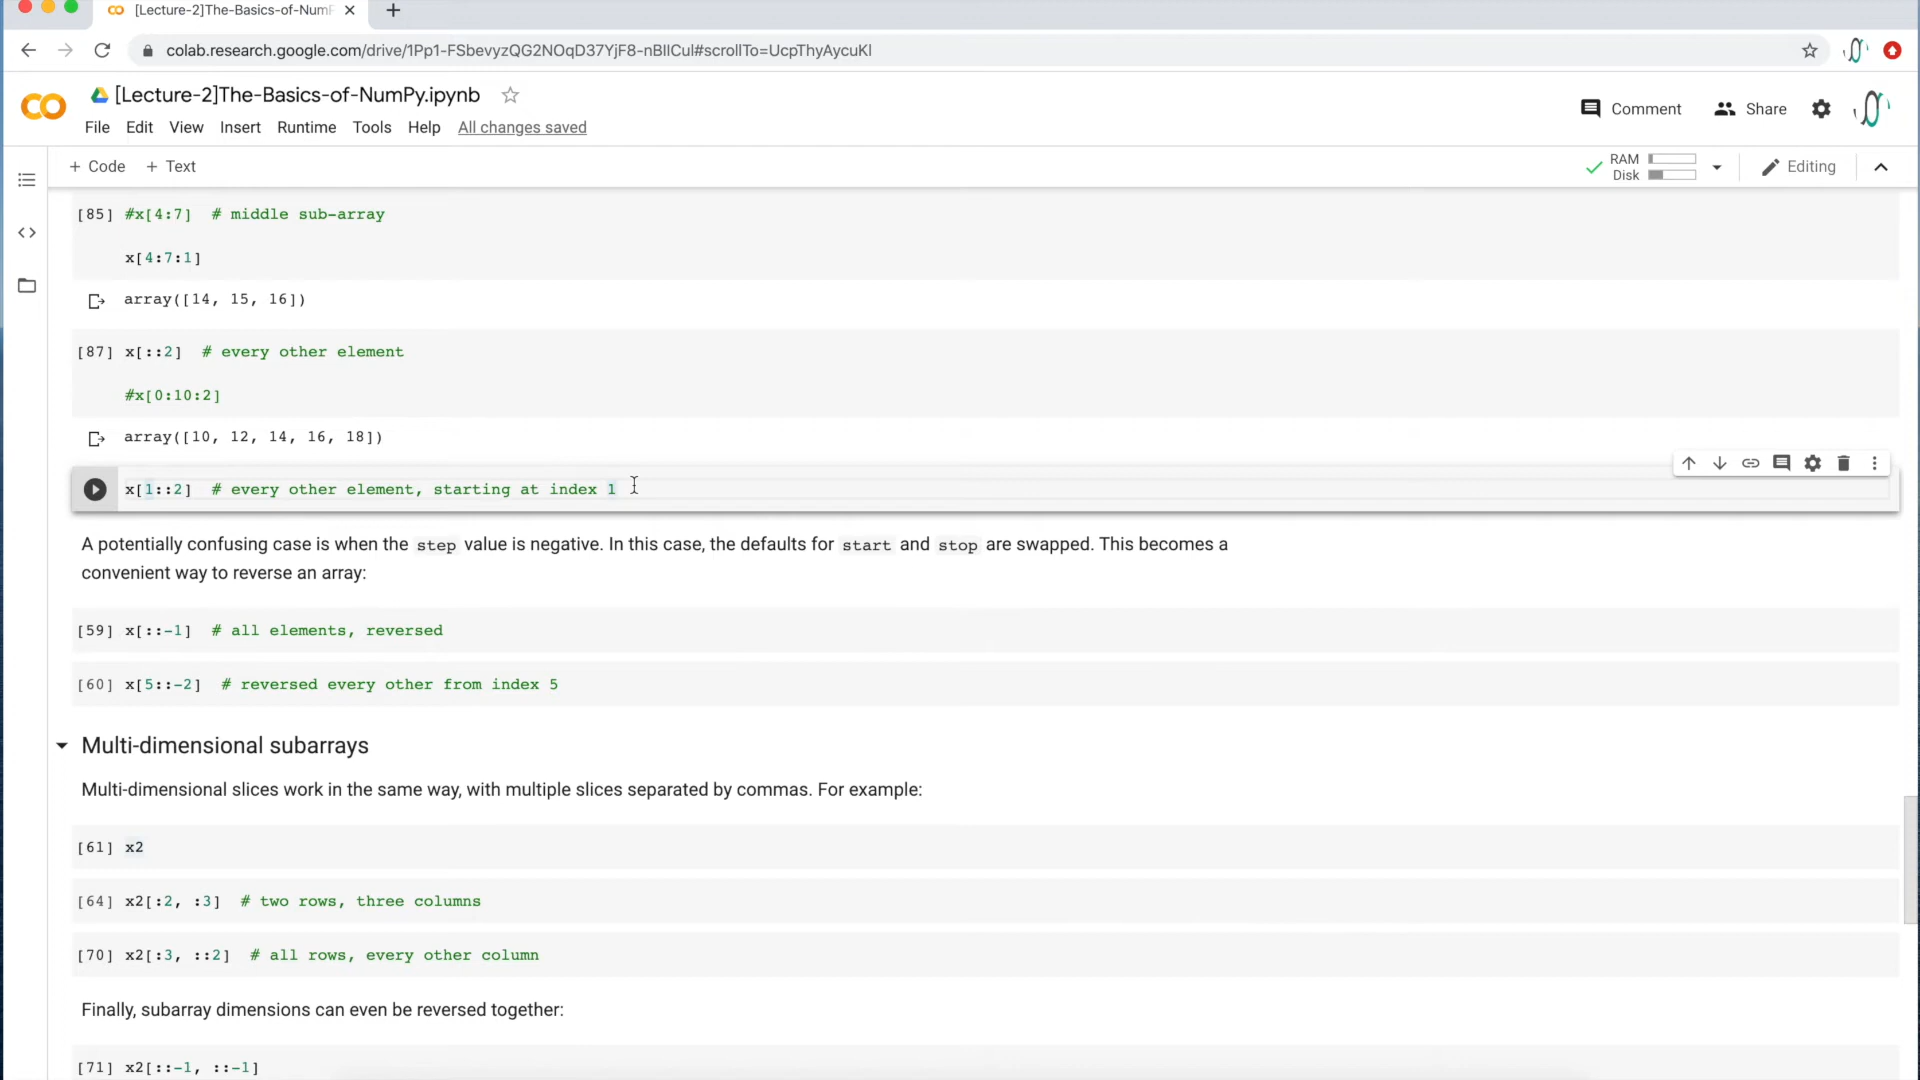 [Lecture-2]The-Basics-of-NumP
colab.research.google.com/drive/1Pp1-FSbevyzQG2NOqD37YjF8-nBIlCul#scrollTo=UcpThyAycuKl
[Lecture-2]The-Basics-of-NumPy.ipynb
Comment
Share
File Edit View Insert Runtime Tools Help All changes saved
+ Code + Text
RAM
Disk
Editing
[85] #x[4:7]  # middle sub-array
x[4:7:1]
array([14, 15, 16])
[87] x[::2]  # every other element
#x[0:10:2]
array([10, 12, 14, 16, 18])
x[1::2]  # every other element, starting at index 1
A potentially confusing case is when the step value is negative. In this case, the defaults for start and stop are swapped. This becomes a
convenient way to reverse an array:
[59] x[::-1]  # all elements, reversed
[60] x[5::-2]  # reversed every other from index 5
Multi-dimensional subarrays
Multi-dimensional slices work in the same way, with multiple slices separated by commas. For example:
[61] x2
[64] x2[:2, :3]  # two rows, three columns
[70] x2[:3, ::2]  # all rows, every other column
Finally, subarray dimensions can even be reversed together:
[71] x2[::-1, ::-1]